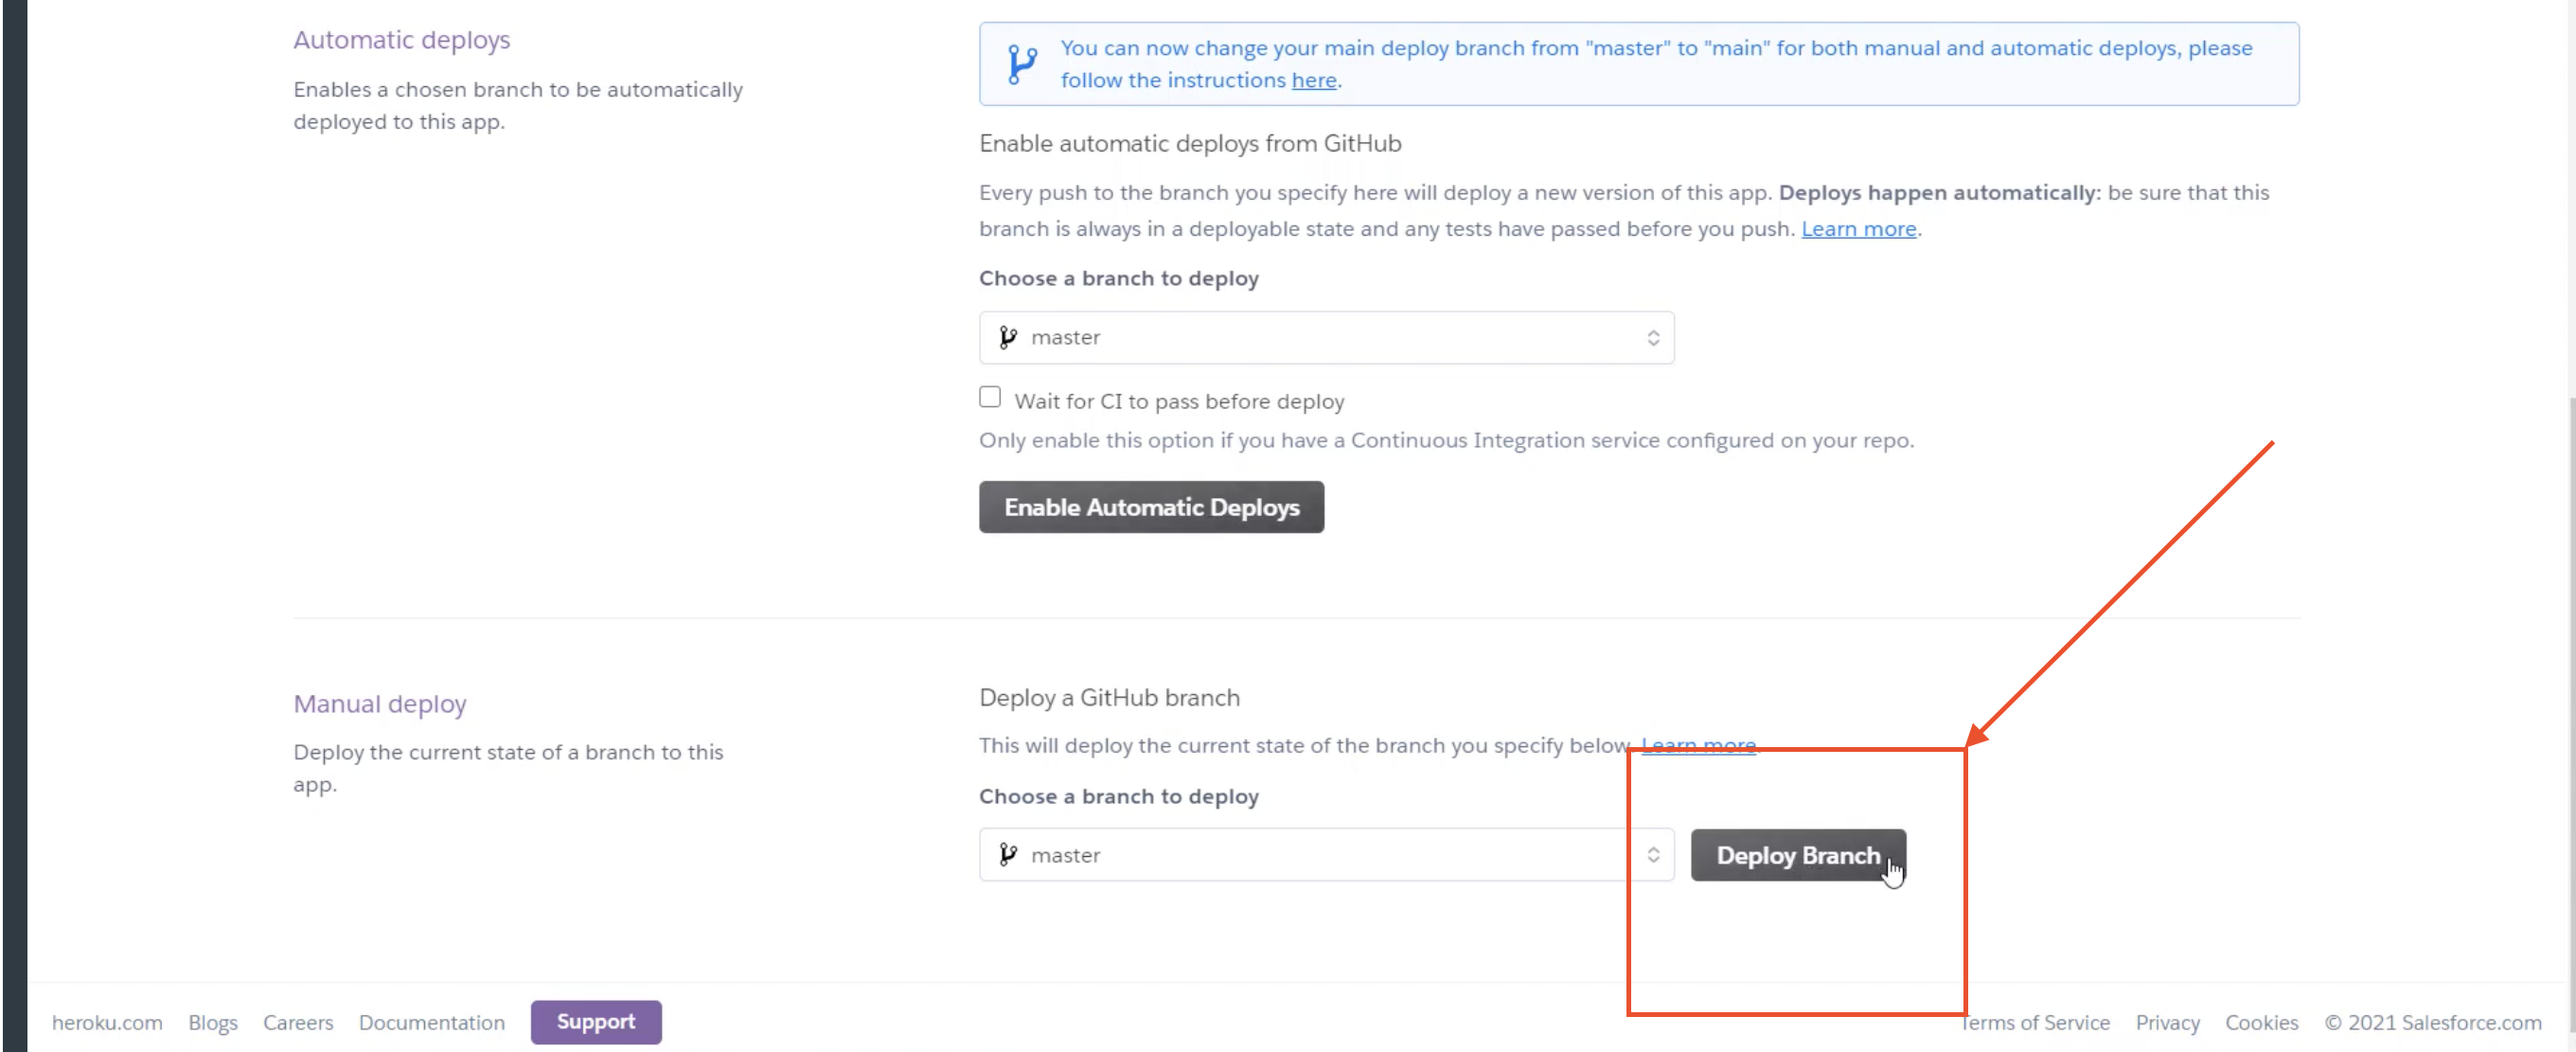 Automatic deploys
Enables a chosen branch to be automatically
deployed to this app.
You can now change your main deploy branch from "master" to "main" for both manual and automatic deploys, please
follow the instructions here.
Enable automatic deploys from GitHub
Every push to the branch you specify here will deploy a new version of this app. Deploys happen automatically: be sure that this
branch is always in a deployable state and any tests have passed before you push. Learn more.
Choose a branch to deploy
master
Wait for CI to pass before deploy
Only enable this option if you have a Continuous Integration service configured on your repo.
Enable Automatic Deploys
Manual deploy
Deploy the current state of a branch to this
app.
Deploy a GitHub branch
This will deploy the current state of the branch you specify below. Learn more.
Choose a branch to deploy
master
Deploy Branch
heroku.com Blogs Careers Documentation Support Terms of Service Privacy Cookies © 2021 Salesforce.com